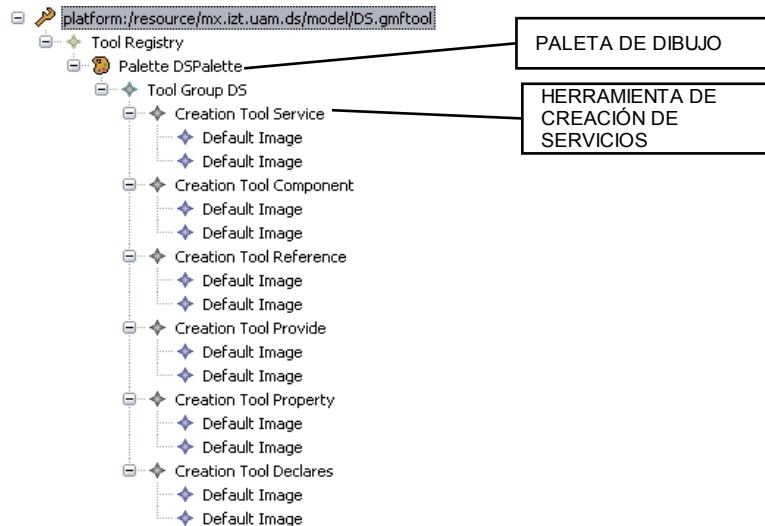 platform:/resource/mx.izt.uam.ds/model/DS.gmftool
Tool Registry
Palette DSPalette
Tool Group DS
Creation Tool Service
Default Image
Default Image
Creation Tool Component
Default Image
Default Image
Creation Tool Reference
Default Image
Default Image
Creation Tool Provide
Default Image
Default Image
Creation Tool Property
Default Image
Default Image
Creation Tool Declares
Default Image
Default Image
PALETA DE DIBUJO
HERRAMIENTA DE
CREACIÓN DE
SERVICIOS